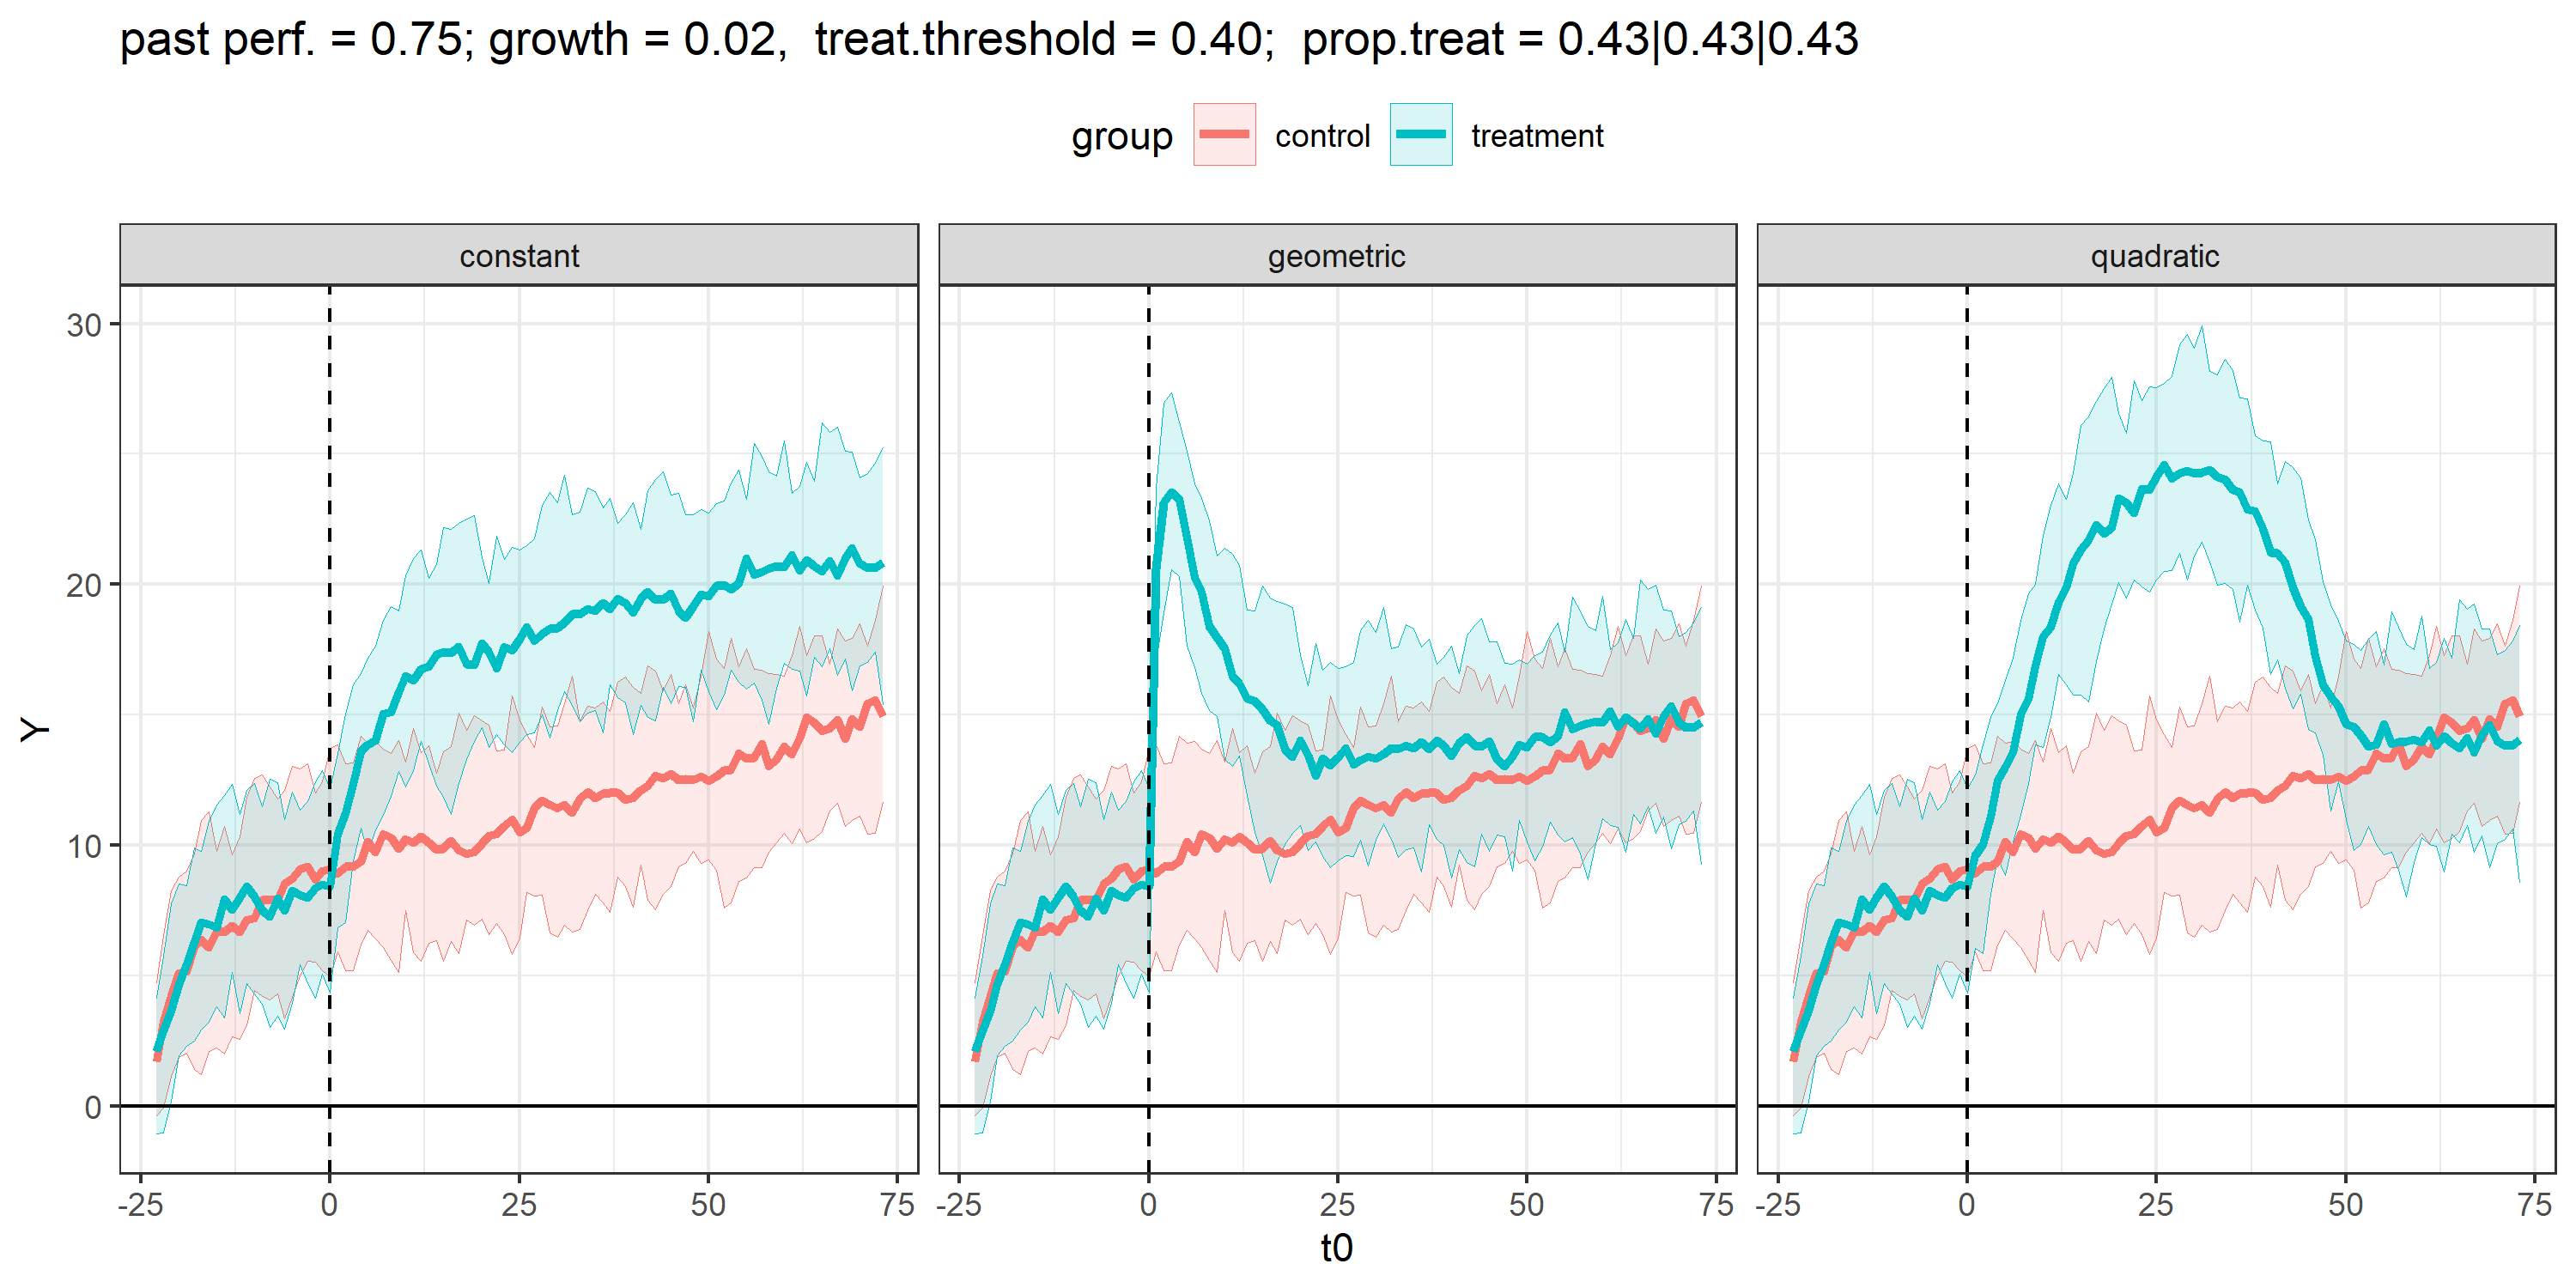 past perf. = 0.75; growth = 0.02,  treat.threshold = 0.40;  prop.treat = 0.43|0.43|0.43
group control treatment
constant geometric quadratic
30
20
10
0
Y
-25 0 25 50 75 -25 0 25 50 75 -25 0 25 50 75
t0